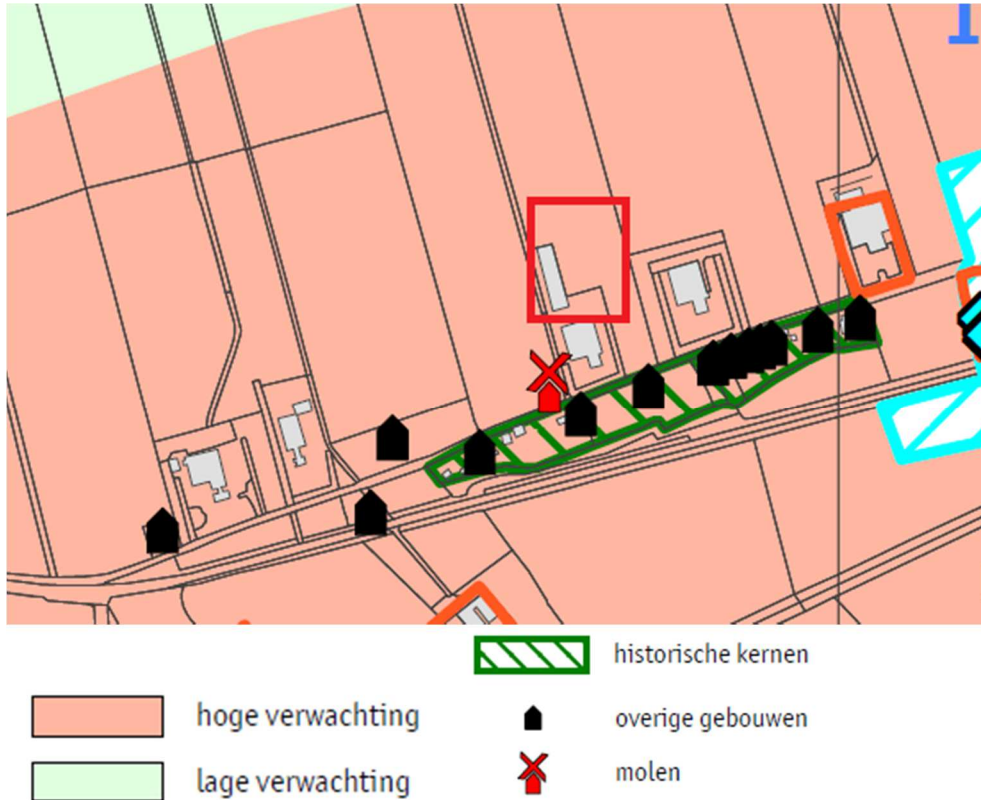 historische kernen
hoge verwachting
overige gebouwen
molen
lage verwachting